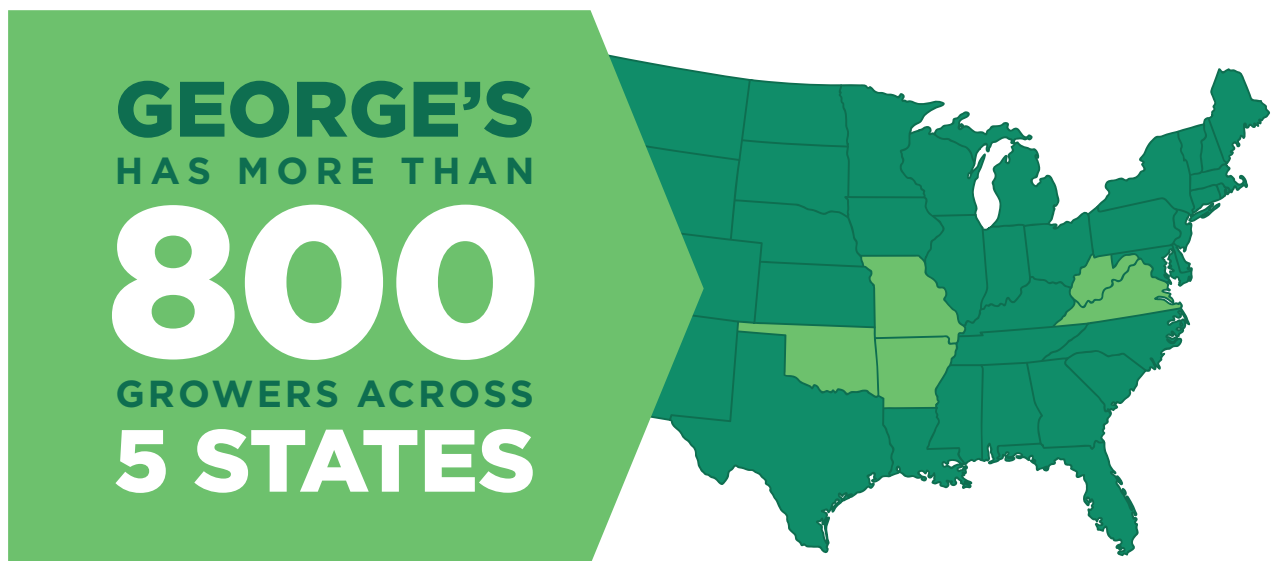 GEORGE’S
HAS MORE THAN
800
GROWERS ACROSS
5 STATES